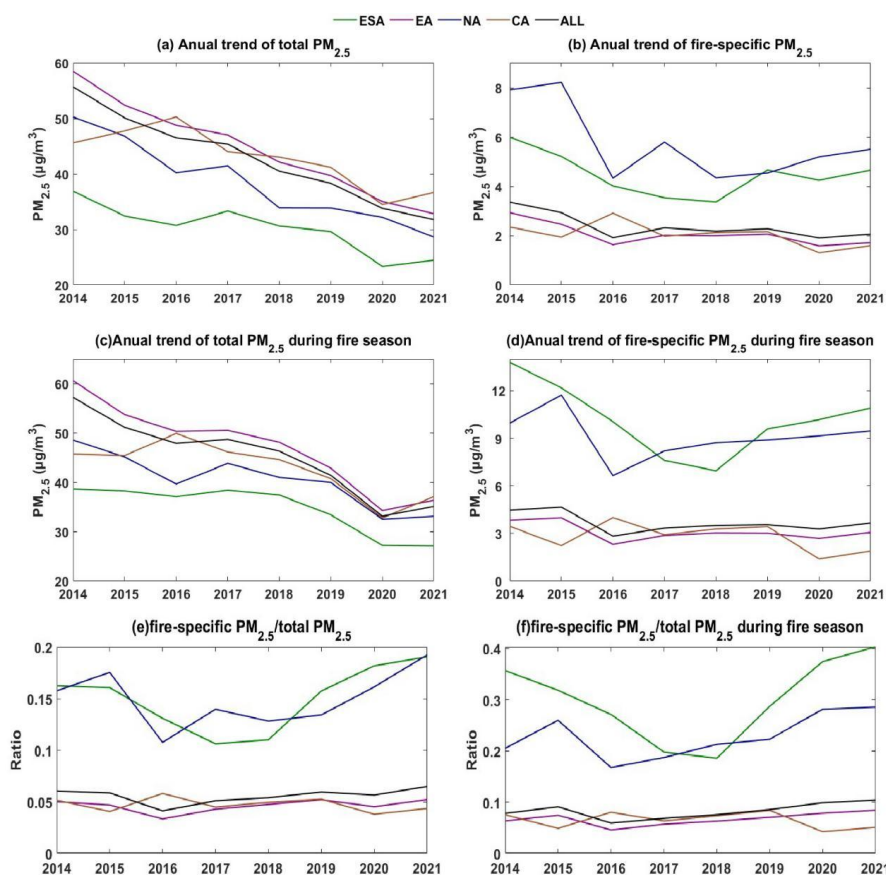 ESA EA NA CA ALL
(a) Anual trend of total PM2.5
(b) Anual trend of fire-specific PM2.5
PM2.5 (µg/m³)
60
50
40
30
20
2014 2015 2016 2017 2018 2019 2020 2021
PM2.5 (µg/m³)
8
6
4
2
0
2014 2015 2016 2017 2018 2019 2020 2021
(c)Anual trend of total PM2.5 during fire season
(d)Anual trend of fire-specific PM2.5 during fire season
PM2.5 (µg/m³)
60
50
40
30
20
2014 2015 2016 2017 2018 2019 2020 2021
PM2.5 (µg/m³)
12
9
6
3
0
2014 2015 2016 2017 2018 2019 2020 2021
(e)fire-specific PM2.5/total PM2.5
(f)fire-specific PM2.5/total PM2.5 during fire season
Ratio
0.2
0.15
0.1
0.05
0
2014 2015 2016 2017 2018 2019 2020 2021
Ratio
0.4
0.3
0.2
0.1
0
2014 2015 2016 2017 2018 2019 2020 2021